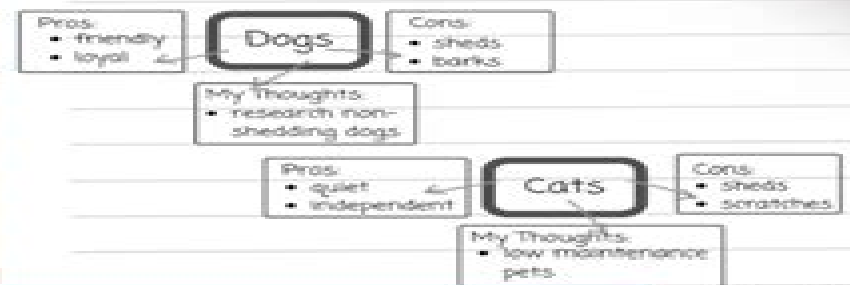 Pros:
• friendly
• loyal
Dogs
Cons:
• sheds
• barks
My Thoughts:
• research non-
shedding dogs
Pros:
• quiet
• independent
Cats
Cons:
• sheds
• scratches
My Thoughts:
• low maintenance
pets